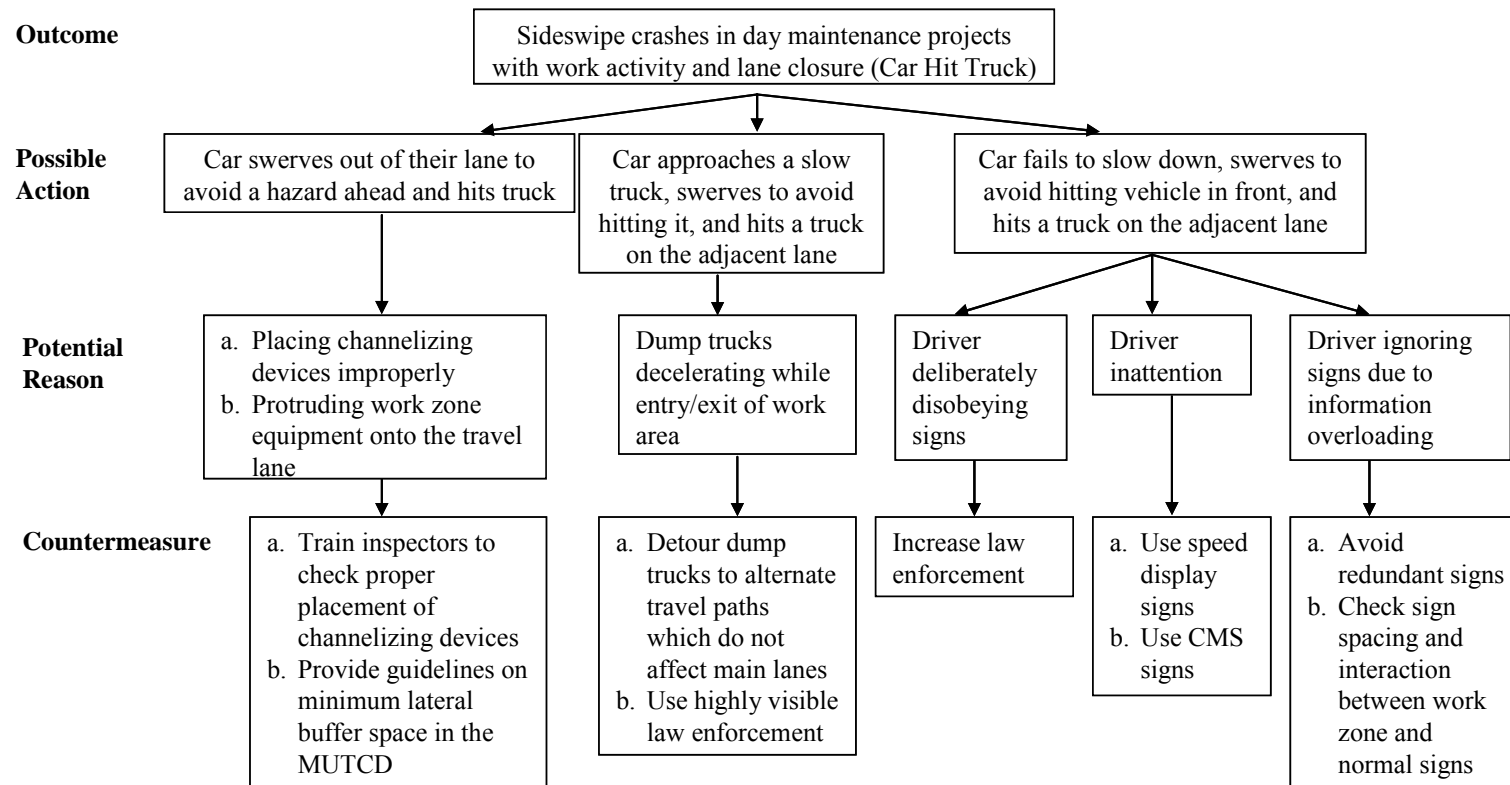 Outcome
Sideswipe crashes in day maintenance projects
with work activity and lane closure (Car Hit Truck)
Possible
Action
Car swerves out of their lane to
avoid a hazard ahead and hits truck
Car approaches a slow
truck, swerves to avoid
hitting it, and hits a truck
on the adjacent lane
Car fails to slow down, swerves to
avoid hitting vehicle in front, and
hits a truck on the adjacent lane
Potential
Reason
a. Placing channelizing
devices improperly
b. Protruding work zone
equipment onto the travel
lane
Dump trucks
decelerating while
entry/exit of work
area
Driver
deliberately
disobeying
signs
Driver
inattention
Driver ignoring
signs due to
information
overloading
Countermeasure
a. Train inspectors to
check proper
placement of
channelizing devices
b. Provide guidelines on
minimum lateral
buffer space in the
MUTCD
a. Detour dump
trucks to alternate
travel paths
which do not
affect main lanes
b. Use highly visible
law enforcement
Increase law
enforcement
a. Use speed
display
signs
b. Use CMS
signs
a. Avoid
redundant signs
b. Check sign
spacing and
interaction
between work
zone and
normal signs